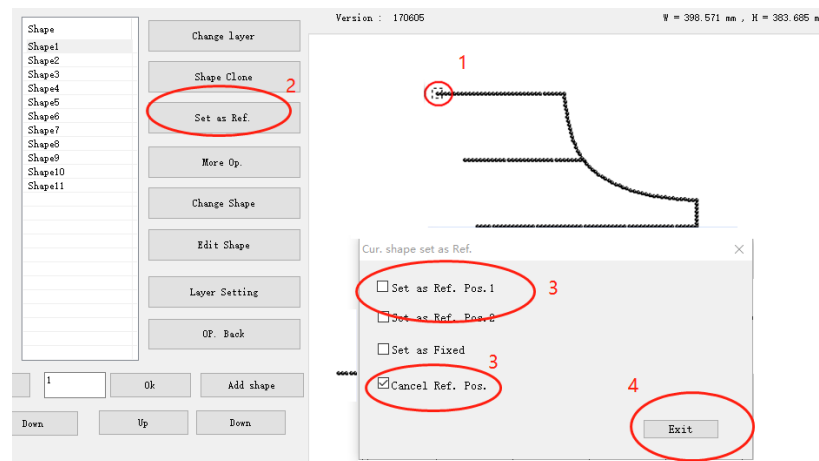 Version : 170605
W = 398.571 mm , H = 383.685 m
Shape
Shape1
Shape2
Shape3
Shape4
Shape5
Shape6
Shape7
Shape8
Shape9
Shape10
Shape11
Change layer
Shape Clone
2
Set as Ref.
More Op.
Change Shape
Edit Shape
Layer Setting
OP. Back
1
Ok
Add shape
Down
Up
Down
1
Cur. shape set as Ref.
Set as Ref. Pos.1
3
Set as Ref. Pos.2
Set as Fixed
3
Cancel Ref. Pos.
4
Exit